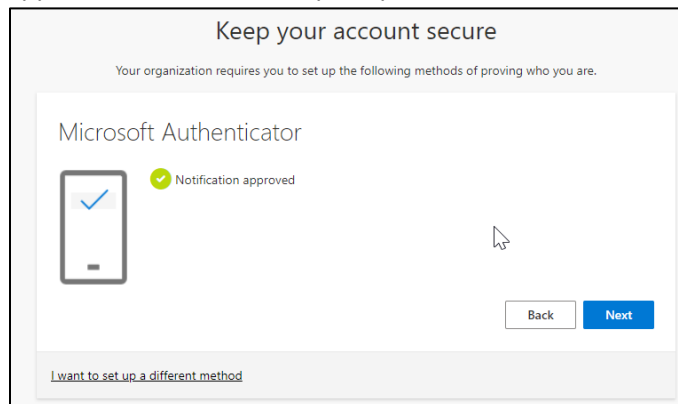 Keep your account secure
Your organization requires you to set up the following methods of proving who you are.
Microsoft Authenticator
Notification approved
Back Next
I want to set up a different method